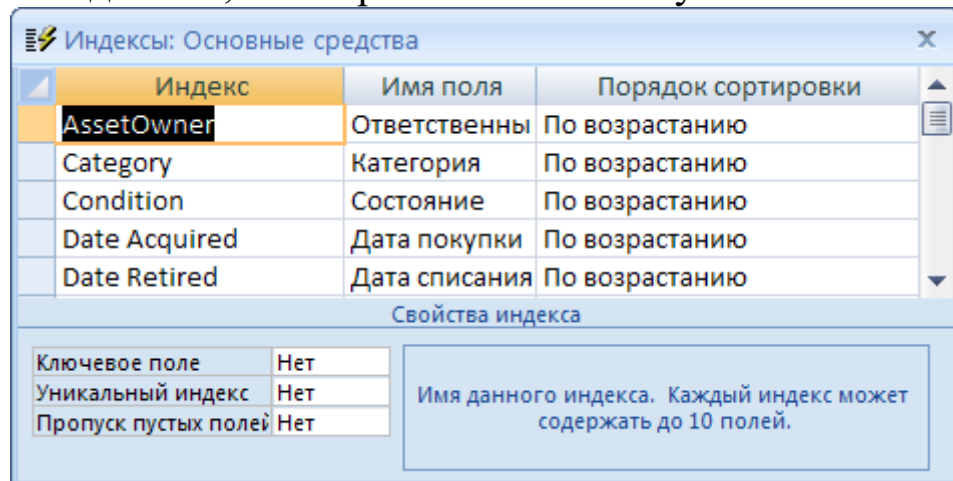 Индексы: Основные средства
Индекс Имя поля Порядок сортировки
AssetOwner Ответственны По возрастанию
Category Категория По возрастанию
Condition Состояние По возрастанию
Date Acquired Дата покупки По возрастанию
Date Retired Дата списания По возрастанию
Свойства индекса
Ключевое поле Нет
Уникальный индекс Нет
Пропуск пустых полей Нет
Имя данного индекса. Каждый индекс может
содержать до 10 полей.